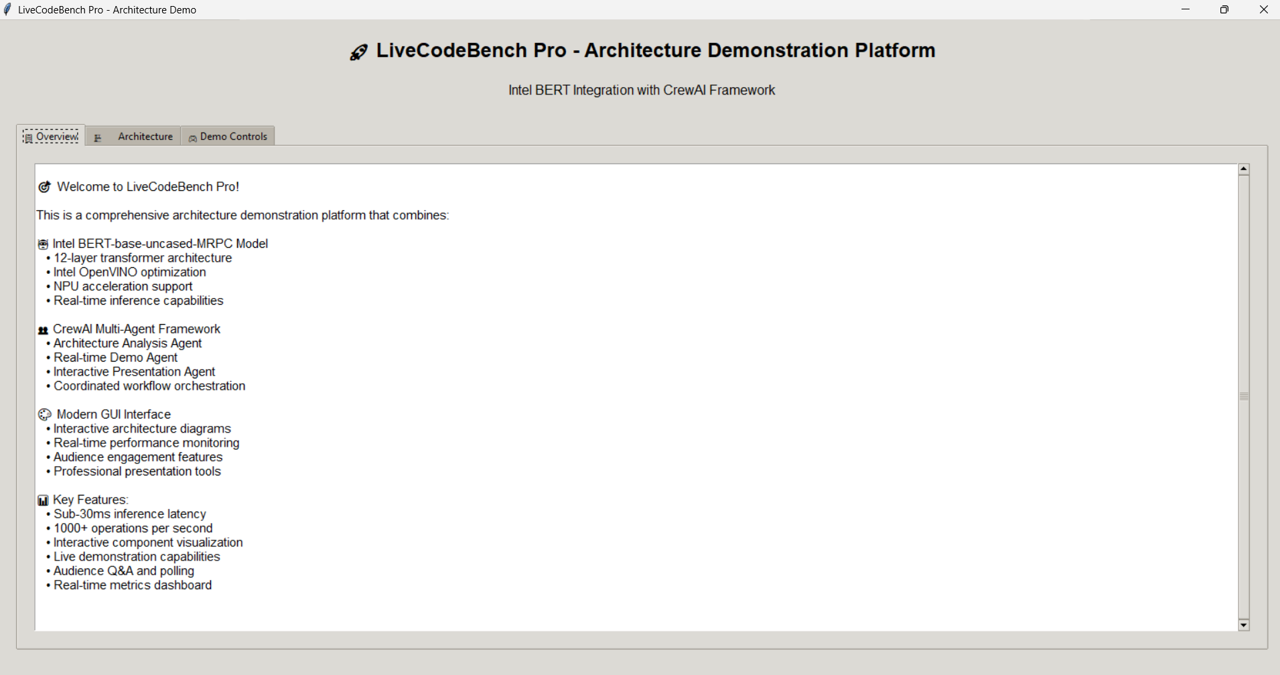 LiveCodeBench Pro - Architecture Demo
🚀 LiveCodeBench Pro - Architecture Demonstration Platform
Intel BERT Integration with CrewAI Framework
Overview
Architecture
Demo Controls
🎯 Welcome to LiveCodeBench Pro!
This is a comprehensive architecture demonstration platform that combines:
Intel BERT-base-uncased-MRPC Model
• 12-layer transformer architecture
• Intel OpenVINO optimization
• NPU acceleration support
• Real-time inference capabilities
👥 CrewAI Multi-Agent Framework
• Architecture Analysis Agent
• Real-time Demo Agent
• Interactive Presentation Agent
• Coordinated workflow orchestration
🎨 Modern GUI Interface
• Interactive architecture diagrams
• Real-time performance monitoring
• Audience engagement features
• Professional presentation tools
📊 Key Features:
• Sub-30ms inference latency
• 1000+ operations per second
• Interactive component visualization
• Live demonstration capabilities
• Audience Q&A and polling
• Real-time metrics dashboard